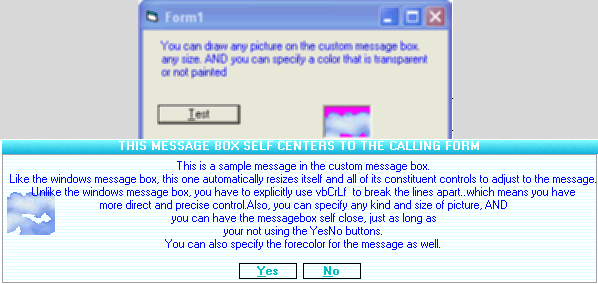 Form1
You can draw any picture on the custom message box.
any size. AND you can specify a color that is transparent
or not painted
Test
THIS MESSAGE BOX SELF CENTERS TO THE CALLING FORM
This is a sample message in the custom message box.
Like the windows message box, this one automatically resizes itself and all of its constituent controls to adjust to the message.
Unlike the windows message box, you have to explicitly use vbCrLf to break the lines apart..which means you have
more direct and precise control.Also, you can specify any kind and size of picture, AND
you can have the messagebox self close, just as long as
your not using the YesNo buttons.
You can also specify the forecolor for the message as well.
Yes No